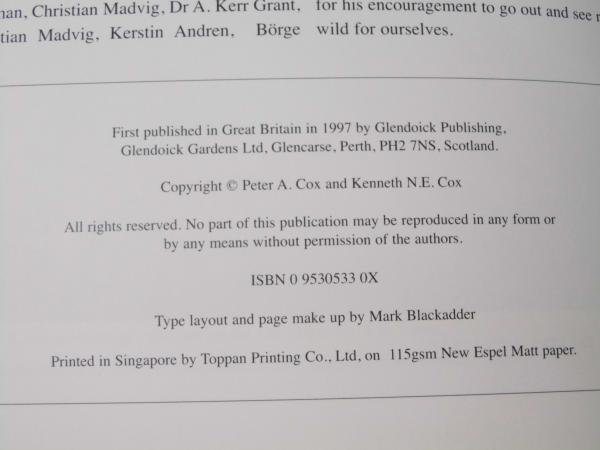 Christian Madvig, Dr A. Kerr Grant,
Madvig, Kerstin Andren, Börge
for his encouragement to go out and see
wild for ourselves.
First published in Great Britain in 1997 by Glendoick Publishing,
Glendoick Gardens Ltd, Glencarse, Perth, PH2 7NS, Scotland.
Copyright © Peter A. Cox and Kenneth N.E. Cox
All rights reserved. No part of this publication may be reproduced in any form or
by any means without permission of the authors.
ISBN 0 9530533 0X
Type layout and page make up by Mark Blackadder
Printed in Singapore by Toppan Printing Co., Ltd, on 115gsm New Espel Matt paper.